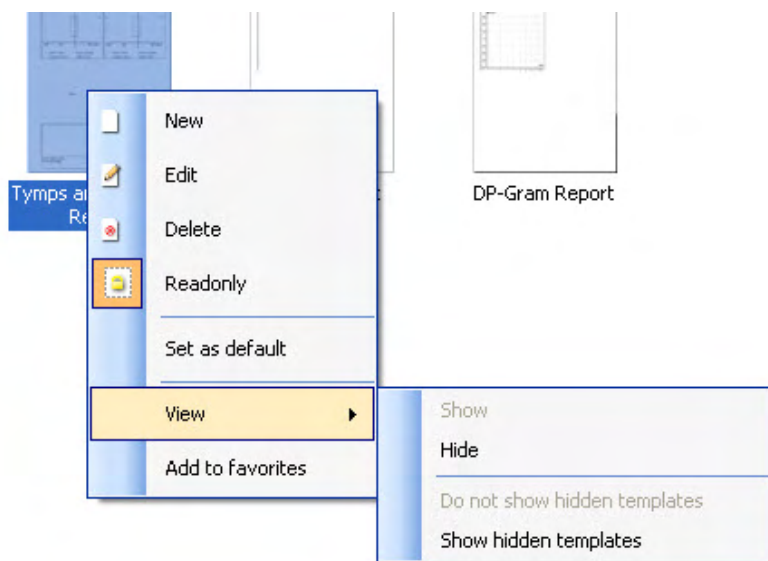 New
Edit
Tymps a
Re
DP-Gram Report
Delete
Readonly
Set as default
View
Show
Hide
Add to favorites
Do not show hidden templates
Show hidden templates